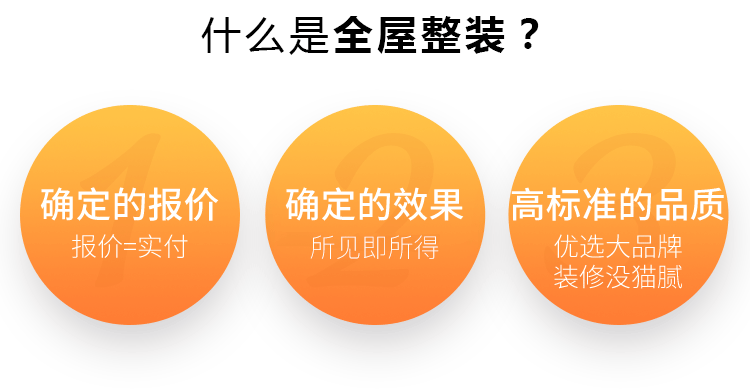 什么是全屋整装？
1
确定的报价
报价=实付
2
确定的效果
所见即所得
3
高标准的品质
优选大品牌
装修没猫腻